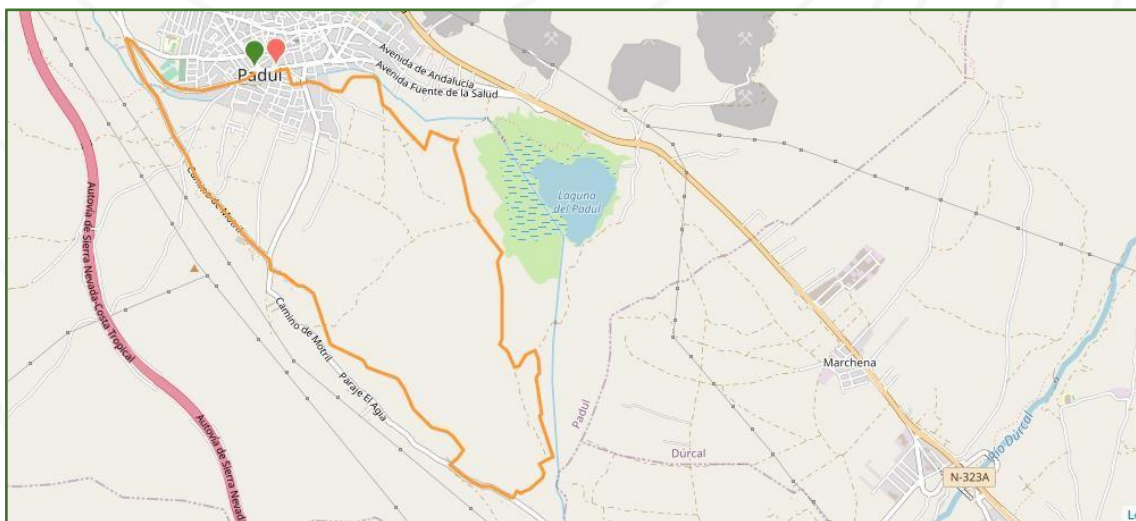 Avenida de Andalucía
Padul
Avenida Fuente de la Salud
Laguna
del Padul
Camino de Motril
Autovía de Sierra Nevada-Costa Tropical
Camino de Motril
Marchena
Paraje El Agia
Padul
Dúrcal
Autovía de Sierra Neva
Río Dúrcal
N-323A